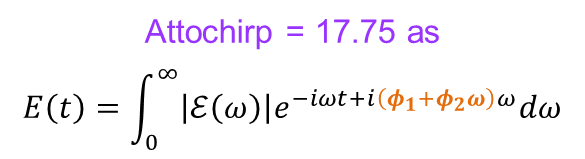 Attochirp = 17.75 as
E(t) = ∫₀^∞ |ℰ(ω)|e^{−iωt+i(ϕ₁+ϕ₂ω)ω} dω